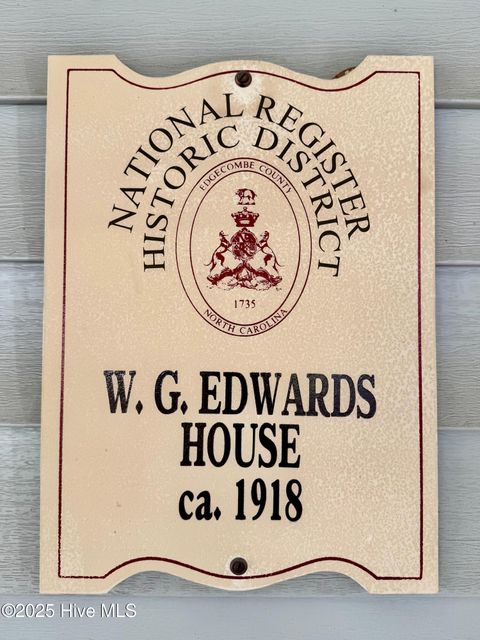 NATIONAL REGISTER
HISTORIC DISTRICT
EDGECOMBE COUNTY
1735
NORTH CAROLINA
W. G. EDWARDS
HOUSE
ca. 1918
©2025 Hive MLS